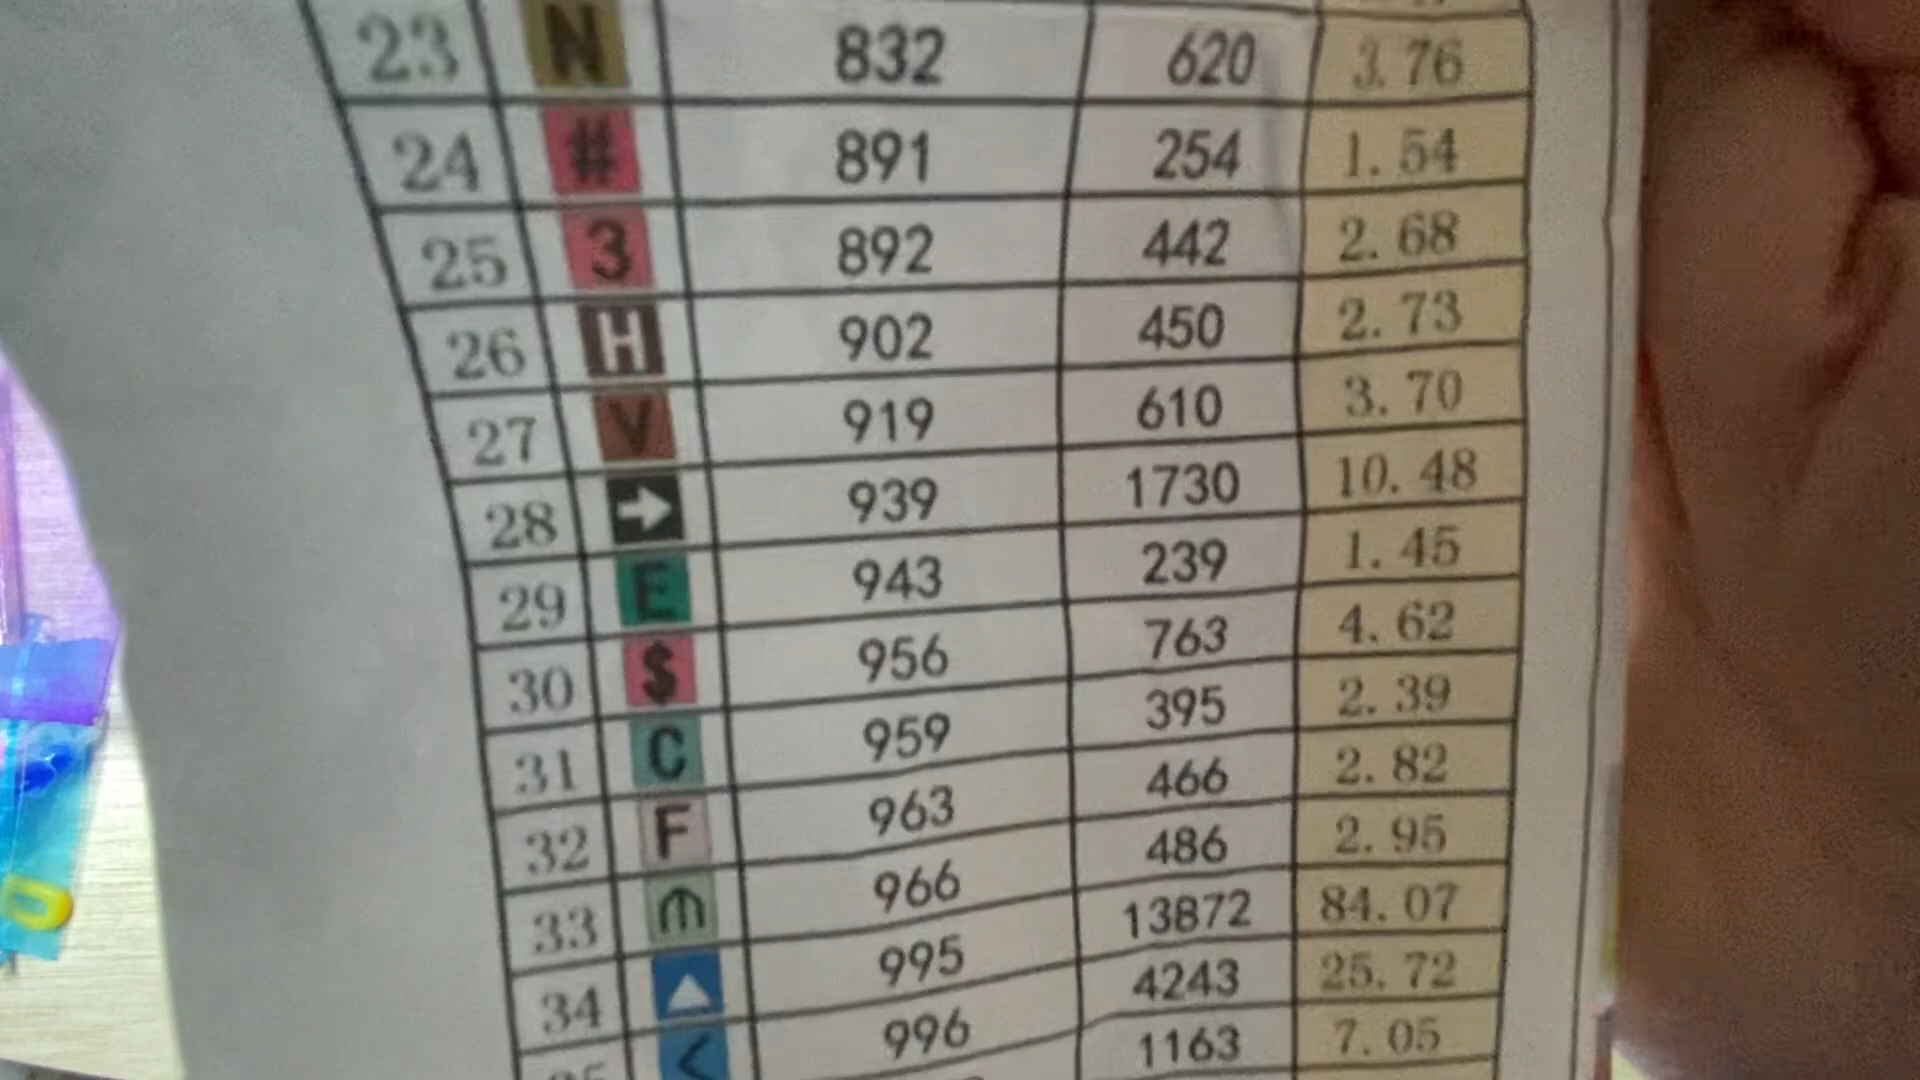 23 N 832 620 3.76
24 # 891 254 1.54
25 3 892 442 2.68
26 H 902 450 2.73
27 V 919 610 3.70
28 → 939 1730 10.48
29 E 943 239 1.45
30 $ 956 763 4.62
31 C 959 395 2.39
32 F 963 466 2.82
33 m 966 486 2.95
34 ▲ 995 13872 84.07
35 < 996 4243 25.72
1163 7.05